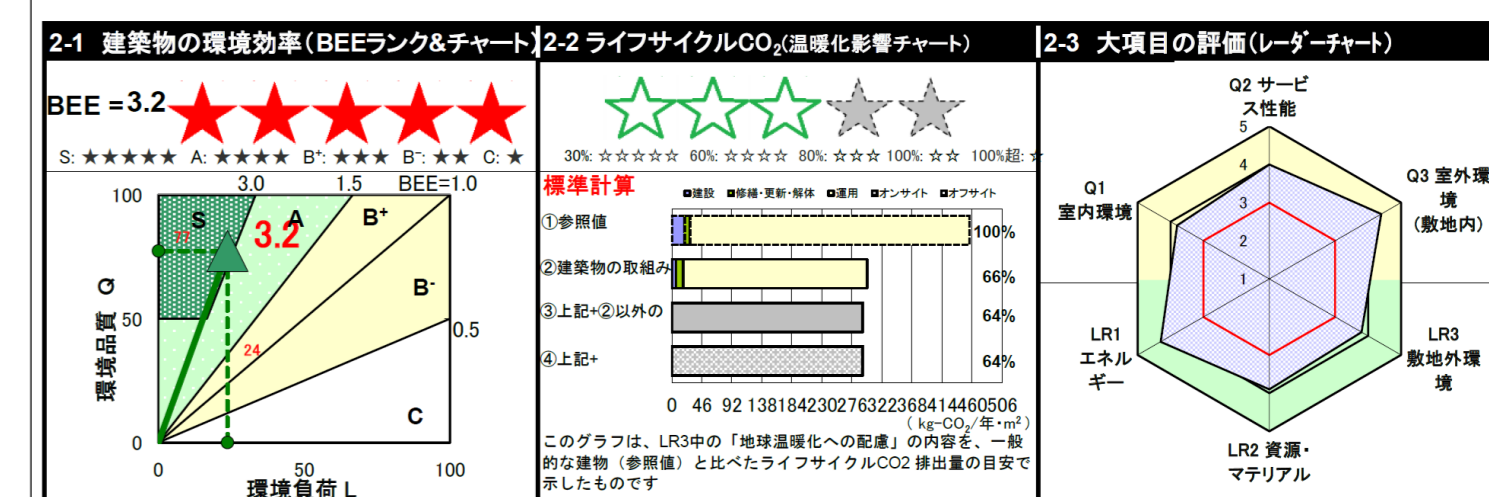 2-1 建築物の環境効率(BEEランク&チャート)
BEE = 3.2
S: ★★★★★ A: ★★★★ B⁺: ★★★ B⁻: ★★ C: ★
3.0 1.5 BEE=1.0
100
S
A
B⁺
77
3.2
B⁻
50
0.5
24
C
0
環境品質 Q
0 50 100
環境負荷 L
2-2 ライフサイクルCO₂(温暖化影響チャート)
30%: ☆☆☆☆☆ 60%: ☆☆☆☆ 80%: ☆☆☆ 100%: ☆☆ 100%超: ☆
標準計算
建設 修繕・更新・解体 運用 オンサイト オフサイト
①参照値
100%
②建築物の取組み
66%
③上記+②以外の
64%
④上記+
64%
0 46 92 138184230276322368414460506
( kg-CO₂/年・m² )
このグラフは、LR3中の「地球温暖化への配慮」の内容を、一般
的な建物(参照値)と比べたライフサイクルCO2 排出量の目安で
示したものです
2-3 大項目の評価(レーダーチャート)
Q2 サービ
ス性能
5
4
3
2
1
Q1
室内環境
Q3 室外環
境
(敷地内)
LR1
エネル
ギー
LR3
敷地外環
境
LR2 資源・
マテリアル